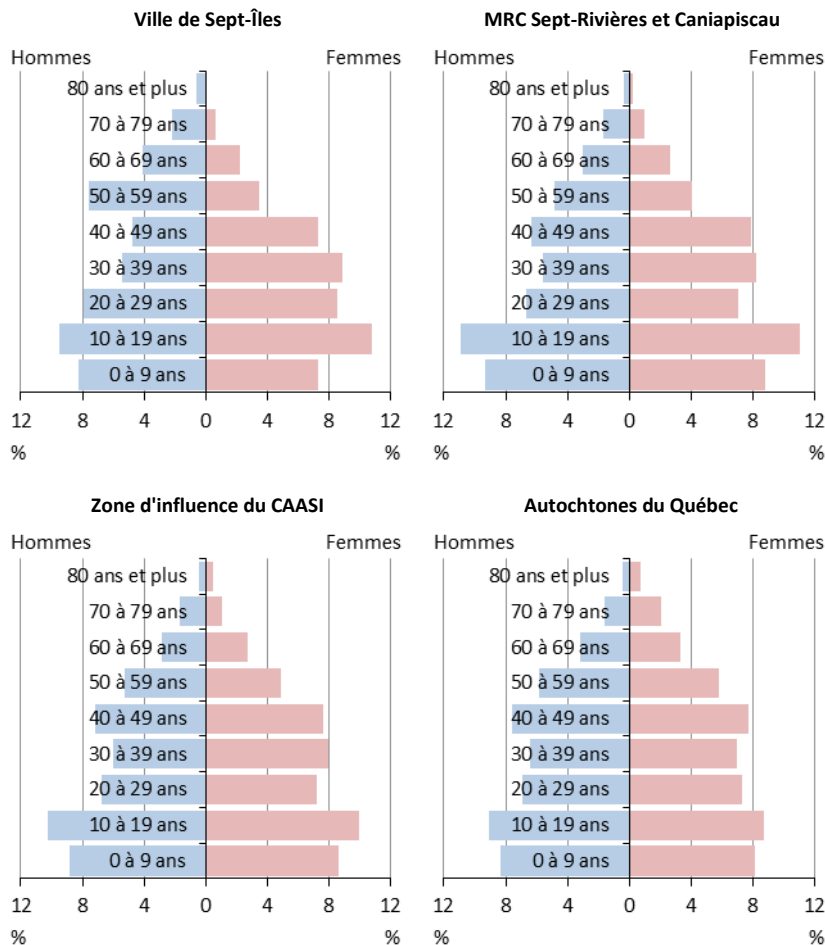 Ville de Sept-Îles
Hommes Femmes
80 ans et plus
70 à 79 ans
60 à 69 ans
50 à 59 ans
40 à 49 ans
30 à 39 ans
20 à 29 ans
10 à 19 ans
0 à 9 ans
12 8 4 0 4 8 12
% %
MRC Sept-Rivières et Caniapiscau
Hommes Femmes
80 ans et plus
70 à 79 ans
60 à 69 ans
50 à 59 ans
40 à 49 ans
30 à 39 ans
20 à 29 ans
10 à 19 ans
0 à 9 ans
12 8 4 0 4 8 12
% %
Zone d'influence du CAASI
Hommes Femmes
80 ans et plus
70 à 79 ans
60 à 69 ans
50 à 59 ans
40 à 49 ans
30 à 39 ans
20 à 29 ans
10 à 19 ans
0 à 9 ans
12 8 4 0 4 8 12
% %
Autochtones du Québec
Hommes Femmes
80 ans et plus
70 à 79 ans
60 à 69 ans
50 à 59 ans
40 à 49 ans
30 à 39 ans
20 à 29 ans
10 à 19 ans
0 à 9 ans
12 8 4 0 4 8 12
% %